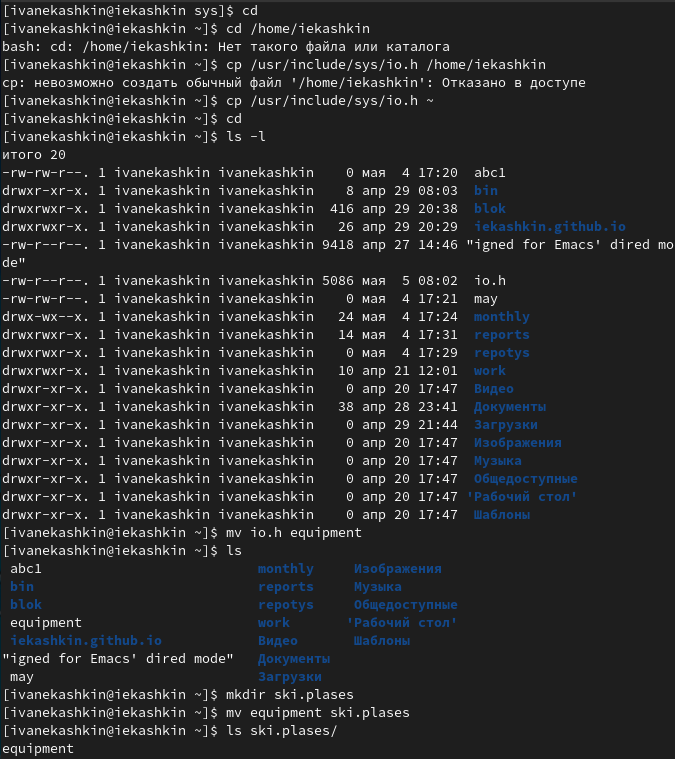 [ivanekashkin@iekashkin sys]$ cd
[ivanekashkin@iekashkin ~]$ cd /home/iekashkin
bash: cd: /home/iekashkin: Нет такого файла или каталога
[ivanekashkin@iekashkin ~]$ cp /usr/include/sys/io.h /home/iekashkin
cp: невозможно создать обычный файл '/home/iekashkin': Отказано в доступе
[ivanekashkin@iekashkin ~]$ cp /usr/include/sys/io.h ~
[ivanekashkin@iekashkin ~]$ cd
[ivanekashkin@iekashkin ~]$ ls -l
итого 20
-rw-rw-r--. 1 ivanekashkin ivanekashkin    0 мая  4 17:20  abc1
drwxr-xr-x. 1 ivanekashkin ivanekashkin    8 апр 29 08:03  bin
drwxrwxr-x. 1 ivanekashkin ivanekashkin  416 апр 29 20:38  blok
drwxrwxr-x. 1 ivanekashkin ivanekashkin   26 апр 29 20:29  iekashkin.github.io
-rw-r--r--. 1 ivanekashkin ivanekashkin 9418 апр 27 14:46 "igned for Emacs' dired mo
de"
-rw-r--r--. 1 ivanekashkin ivanekashkin 5086 мая  5 08:02  io.h
-rw-rw-r--. 1 ivanekashkin ivanekashkin    0 мая  4 17:21  may
drwx-wx--x. 1 ivanekashkin ivanekashkin   24 мая  4 17:24  monthly
drwxrwxr-x. 1 ivanekashkin ivanekashkin   14 мая  4 17:31  reports
drwxrwxr-x. 1 ivanekashkin ivanekashkin    0 мая  4 17:29  repotys
drwxrwxr-x. 1 ivanekashkin ivanekashkin   10 апр 21 12:01  work
drwxr-xr-x. 1 ivanekashkin ivanekashkin    0 апр 20 17:47  Видео
drwxr-xr-x. 1 ivanekashkin ivanekashkin   38 апр 28 23:41  Документы
drwxr-xr-x. 1 ivanekashkin ivanekashkin    0 апр 29 21:44  Загрузки
drwxr-xr-x. 1 ivanekashkin ivanekashkin    0 апр 20 17:47  Изображения
drwxr-xr-x. 1 ivanekashkin ivanekashkin    0 апр 20 17:47  Музыка
drwxr-xr-x. 1 ivanekashkin ivanekashkin    0 апр 20 17:47  Общедоступные
drwxr-xr-x. 1 ivanekashkin ivanekashkin    0 апр 20 17:47 'Рабочий стол'
drwxr-xr-x. 1 ivanekashkin ivanekashkin    0 апр 20 17:47  Шаблоны
[ivanekashkin@iekashkin ~]$ mv io.h equipment
[ivanekashkin@iekashkin ~]$ ls
 abc1                           monthly     Изображения
 bin                            reports     Музыка
 blok                           repotys     Общедоступные
 equipment                      work       'Рабочий стол'
 iekashkin.github.io            Видео       Шаблоны
"igned for Emacs' dired mode"   Документы
 may                            Загрузки
[ivanekashkin@iekashkin ~]$ mkdir ski.plases
[ivanekashkin@iekashkin ~]$ mv equipment ski.plases
[ivanekashkin@iekashkin ~]$ ls ski.plases/
equipment